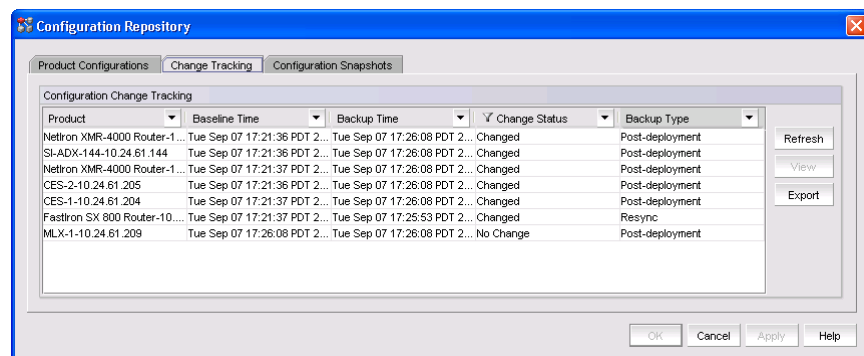 Configuration Repository
Product Configurations Change Tracking Configuration Snapshots
Configuration Change Tracking
Product Baseline Time Backup Time Change Status Backup Type
NetIron XMR-4000 Router-1... Tue Sep 07 17:21:36 PDT 2... Tue Sep 07 17:26:08 PDT 2... Changed Post-deployment
SI-ADX-144-10.24.61.144 Tue Sep 07 17:21:36 PDT 2... Tue Sep 07 17:26:08 PDT 2... Changed Post-deployment
NetIron XMR-4000 Router-1... Tue Sep 07 17:21:37 PDT 2... Tue Sep 07 17:26:08 PDT 2... Changed Post-deployment
CES-2-10.24.61.205 Tue Sep 07 17:21:36 PDT 2... Tue Sep 07 17:26:08 PDT 2... Changed Post-deployment
CES-1-10.24.61.204 Tue Sep 07 17:21:37 PDT 2... Tue Sep 07 17:26:08 PDT 2... Changed Post-deployment
FastIron SX 800 Router-10.... Tue Sep 07 17:21:37 PDT 2... Tue Sep 07 17:25:53 PDT 2... Changed Resync
MLX-1-10.24.61.209 Tue Sep 07 17:26:08 PDT 2... Tue Sep 07 17:26:08 PDT 2... No Change Post-deployment
Refresh
View
Export
OK Cancel Apply Help